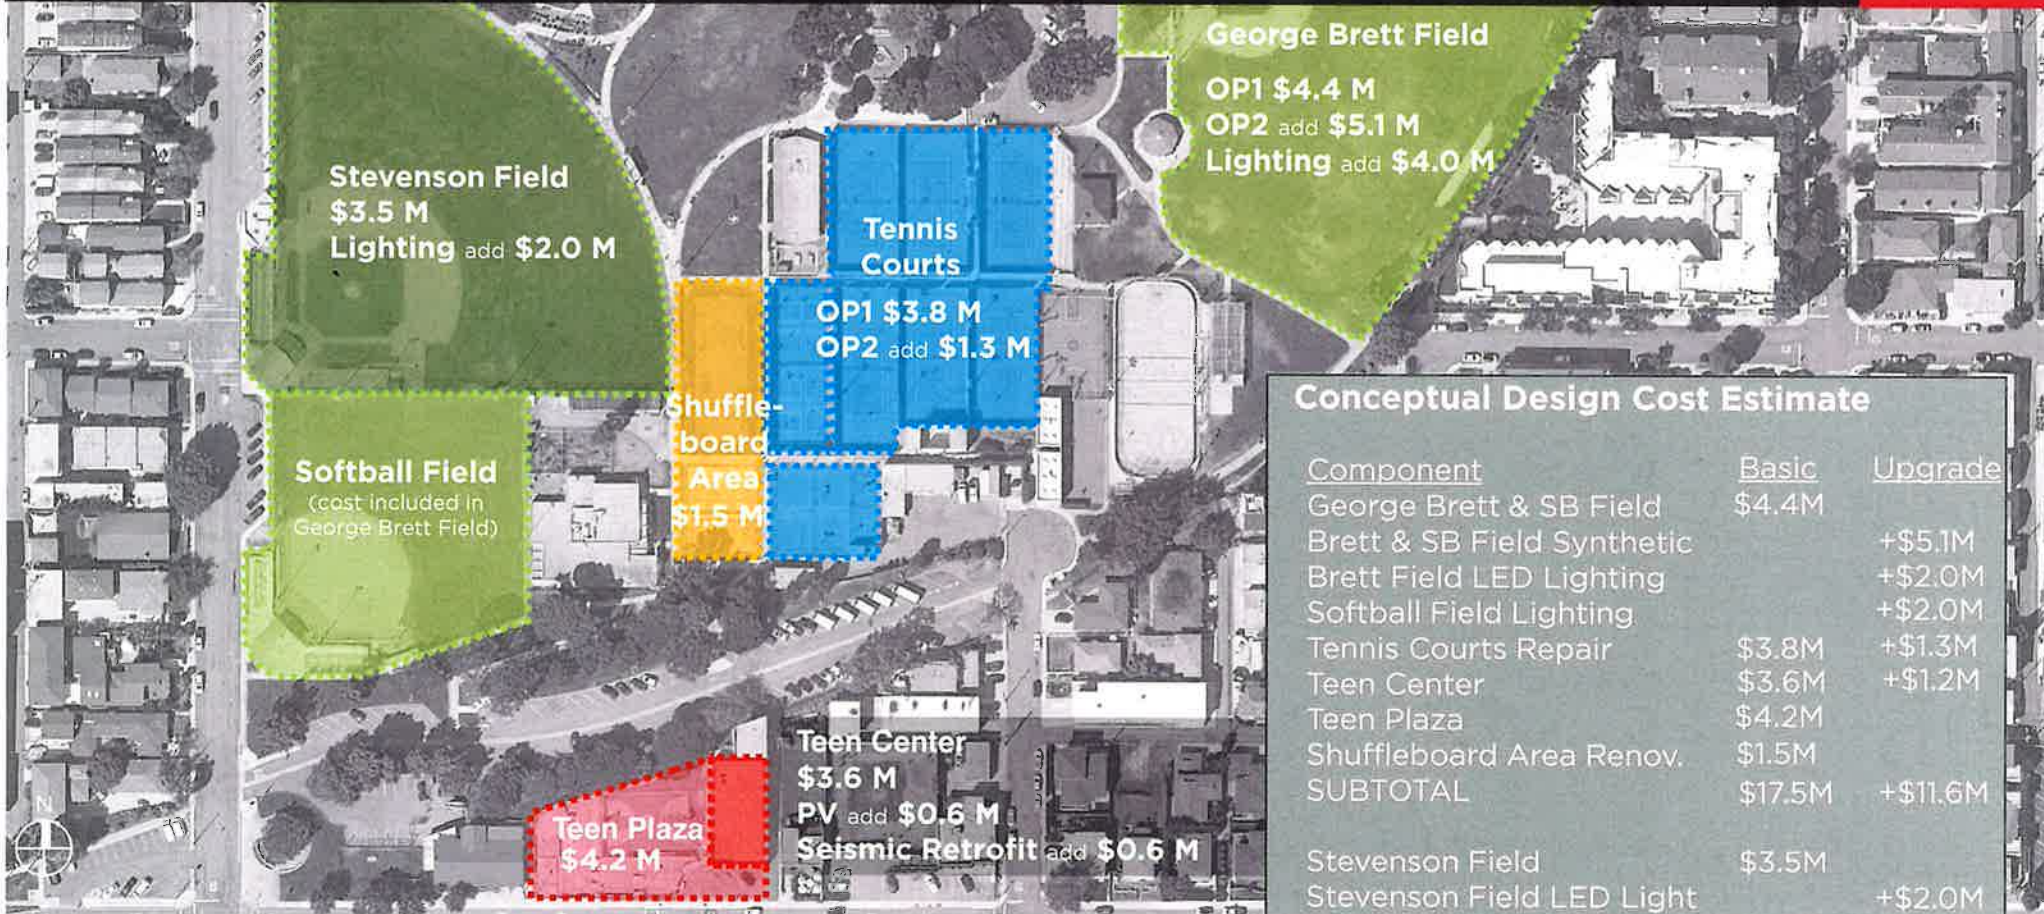 George Brett Field
OP1 $4.4 M
OP2 add $5.1 M
Lighting add $4.0 M
Stevenson Field
$3.5 M
Lighting add $2.0 M
Tennis
Courts
OP1 $3.8 M
OP2 add $1.3 M
Shuffle-
board
Area
$1.5 M
Softball Field
(cost included in
George Brett Field)
Teen Center
$3.6 M
PV add $0.6 M
Seismic Retrofit add $0.6 M
Teen Plaza
$4.2 M
N
Conceptual Design Cost Estimate
Component Basic Upgrade
George Brett & SB Field $4.4M
Brett & SB Field Synthetic +$5.1M
Brett Field LED Lighting +$2.0M
Softball Field Lighting +$2.0M
Tennis Courts Repair $3.8M +$1.3M
Teen Center $3.6M +$1.2M
Teen Plaza $4.2M
Shuffleboard Area Renov. $1.5M
SUBTOTAL $17.5M +$11.6M
Stevenson Field $3.5M
Stevenson Field LED Light +$2.0M